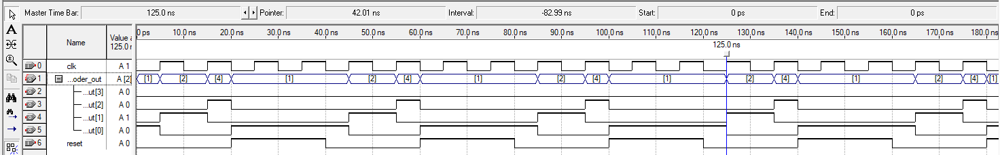 Master Time Bar: 125.0 ns Pointer: 42.01 ns Interval: -82.99 ns Start: 0 ps End: 0 ps
A
Name Value a
125.0 n
0 ps 10.0 ns 20.0 ns 30.0 ns 40.0 ns 50.0 ns 60.0 ns 70.0 ns 80.0 ns 90.0 ns 100.0 ns 110.0 ns 120.0 ns 130.0 ns 140.0 ns 150.0 ns 160.0 ns 170.0 ns 180.0 ns
125.0 ns
0 clk A 1
1 ...oder_out A [2] [1] [2] [4] [1] [2] [4] [1] [2] [4] [1] [2] [4] [1] [2] [4] [1]
2 ...ut[3] A 0
3 ...ut[2] A 0
4 ...ut[1] A 1
5 ...ut[0] A 0
6 reset A 0